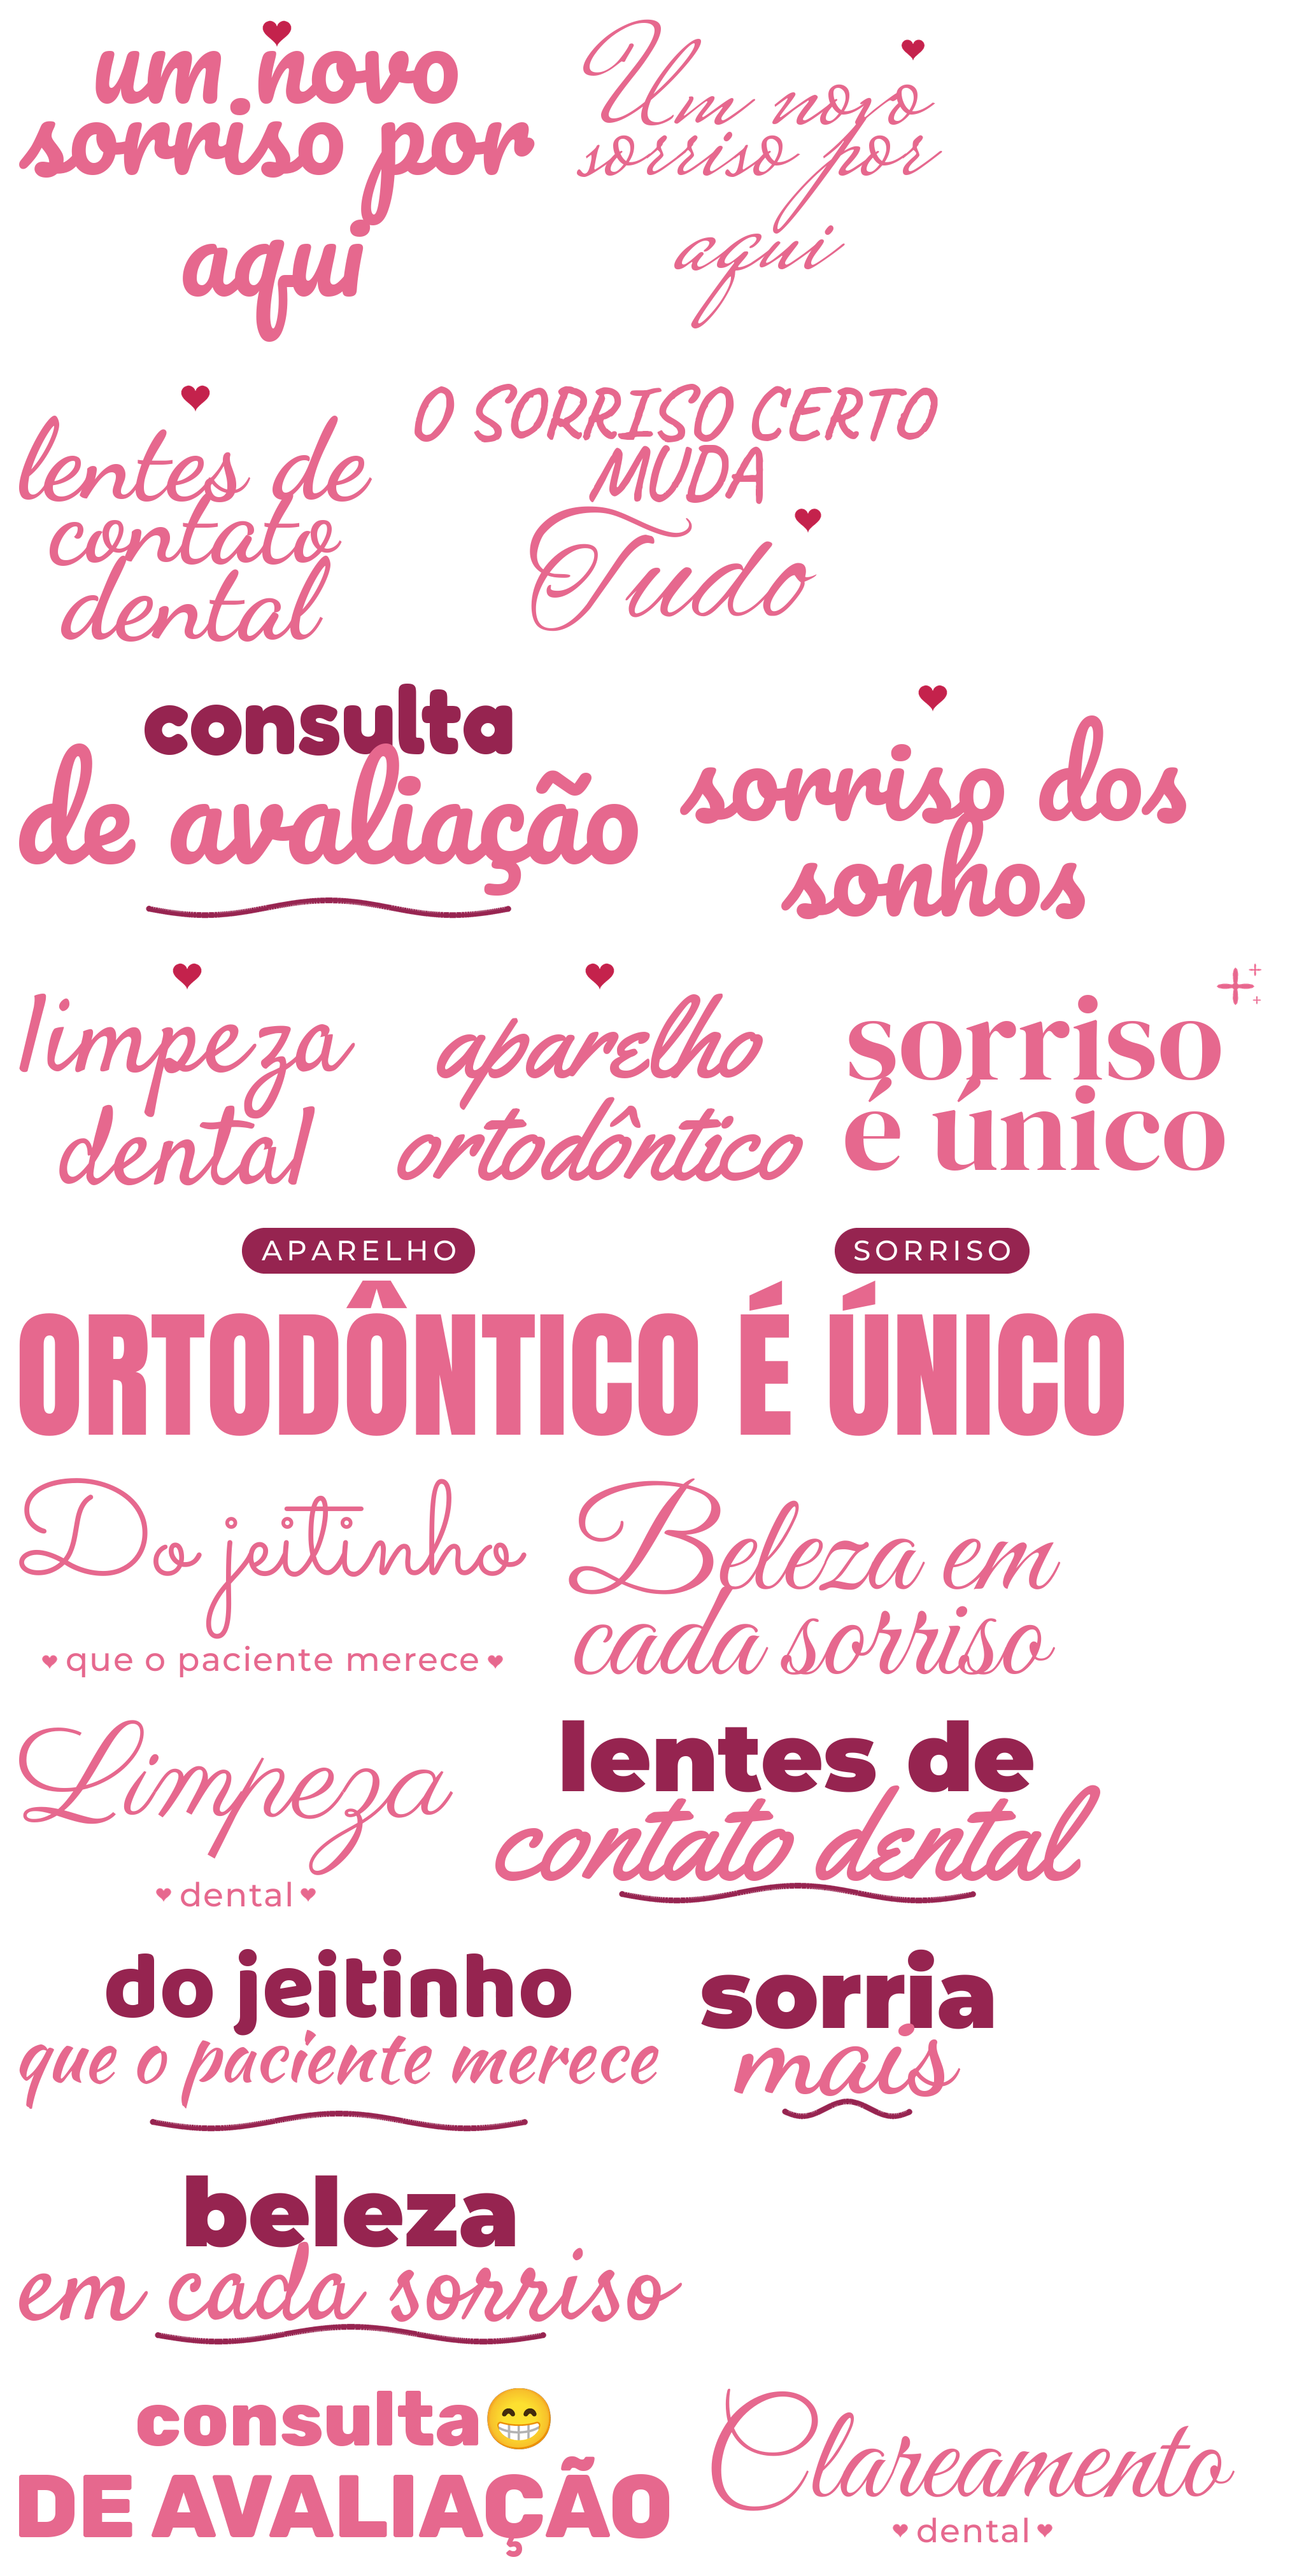 um novo
sorriso por
aqui
Um novo
sorriso por
aqui
lentes de
contato
dental
O SORRISO CERTO
MUDA
Tudo
consulta
de avaliação
sorriso dos
sonhos
limpeza
dental
aparelho
ortodôntico
sorriso
é único
APARELHO
ORTODÔNTICO
SORRISO
É ÚNICO
Do jeitinho
que o paciente merece
Beleza em
cada sorriso
Limpeza
dental
lentes de
contato dental
do jeitinho
que o paciente merece
sorria
mais
beleza
em cada sorriso
consulta
DE AVALIAÇÃO
Clareamento
dental